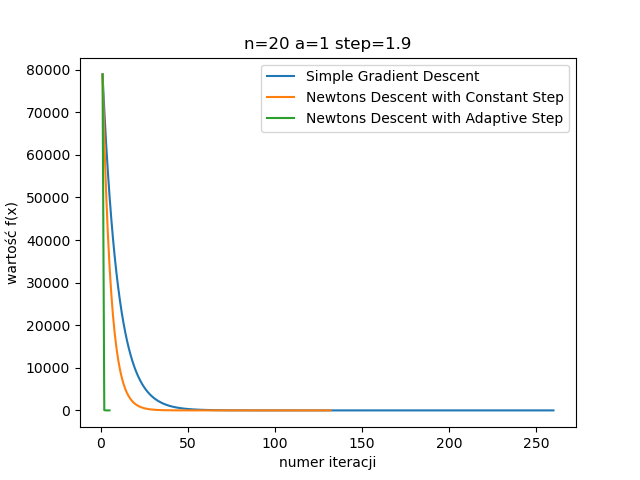 n=20 a=1 step=1.9
Simple Gradient Descent
Newtons Descent with Constant Step
Newtons Descent with Adaptive Step
wartość f(x)
80000
70000
60000
50000
40000
30000
20000
10000
0
0 50 100 150 200 250
numer iteracji